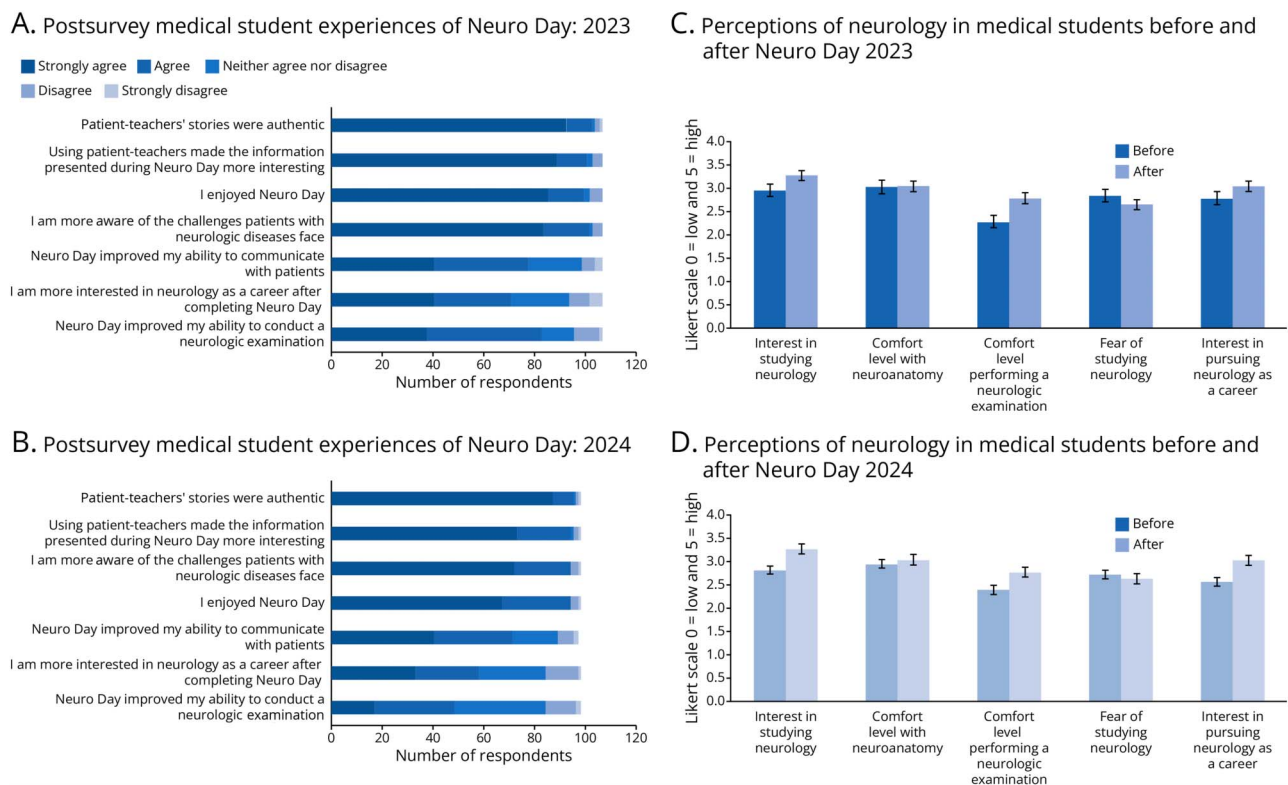 A. Postsurvey medical student experiences of Neuro Day: 2023
Strongly agree Agree Neither agree nor disagree
Disagree Strongly disagree
Patient-teachers' stories were authentic
Using patient-teachers made the information
presented during Neuro Day more interesting
I enjoyed Neuro Day
I am more aware of the challenges patients with
neurologic diseases face
Neuro Day improved my ability to communicate
with patients
I am more interested in neurology as a career after
completing Neuro Day
Neuro Day improved my ability to conduct a
neurologic examination
0 20 40 60 80 100 120
Number of respondents
C. Perceptions of neurology in medical students before and
after Neuro Day 2023
Likert scale 0 = low and 5 = high
4.0
3.5
3.0
2.5
2.0
1.5
1.0
0.5
0.0
Before
After
Interest in
studying
neurology
Comfort
level with
neuroanatomy
Comfort
level
performing a
neurologic
examination
Fear of
studying
neurology
Interest in
pursuing
neurology as
a career
B. Postsurvey medical student experiences of Neuro Day: 2024
Patient-teachers' stories were authentic
Using patient-teachers made the information
presented during Neuro Day more interesting
I am more aware of the challenges patients with
neurologic diseases face
I enjoyed Neuro Day
Neuro Day improved my ability to communicate
with patients
I am more interested in neurology as a career after
completing Neuro Day
Neuro Day improved my ability to conduct a
neurologic examination
0 20 40 60 80 100 120
Number of respondents
D. Perceptions of neurology in medical students before and
after Neuro Day 2024
Likert scale 0 = low and 5 = high
4.0
3.5
3.0
2.5
2.0
1.5
1.0
0.5
0.0
Before
After
Interest in
studying
neurology
Comfort
level with
neuroanatomy
Comfort
level
performing a
neurologic
examination
Fear of
studying
neurology
Interest in
pursuing
neurology as
a career